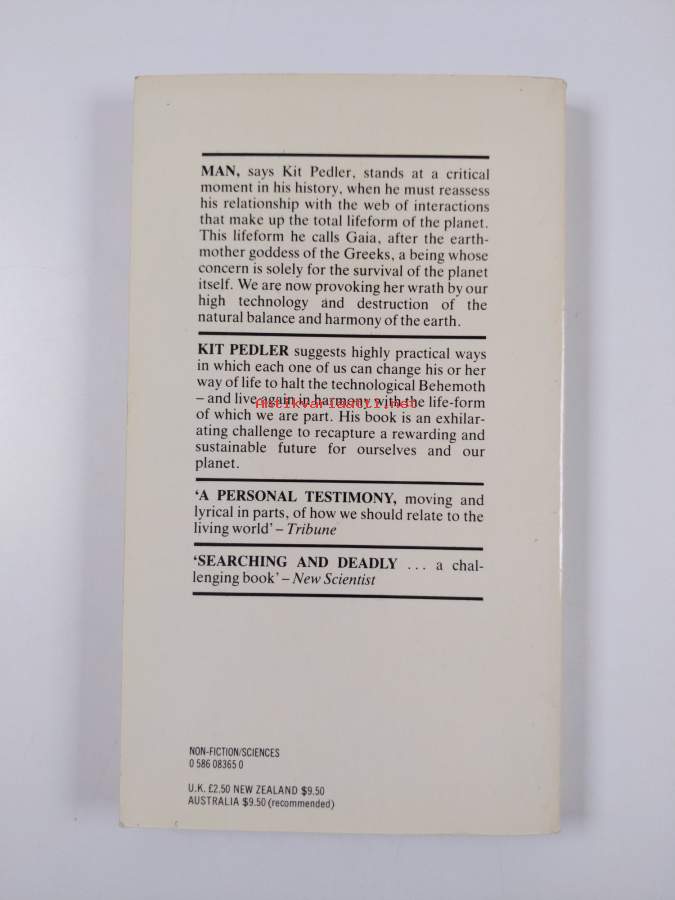 MAN, says Kit Pedler, stands at a critical
moment in his history, when he must reassess
his relationship with the web of interactions
that make up the total lifeform of the planet.
This lifeform he calls Gaia, after the earth-
mother goddess of the Greeks, a being whose
concern is solely for the survival of the planet
itself. We are now provoking her wrath by our
high technology and destruction of the
natural balance and harmony of the earth.
KIT PEDLER suggests highly practical ways
in which each one of us can change his or her
way of life to halt the technological Behemoth
– and live again in harmony with the life-form
Antikvariaatti.net
of which we are part. His book is an exhilar-
ating challenge to recapture a rewarding and
sustainable future for ourselves and our
planet.
‘A PERSONAL TESTIMONY, moving and
lyrical in parts, of how we should relate to the
living world’ – Tribune
‘SEARCHING AND DEADLY ... a chal-
lenging book’ – New Scientist
NON-FICTION/SCIENCES
0 586 08365 0
U.K. £2.50 NEW ZEALAND $9.50
AUSTRALIA $9.50 (recommended)